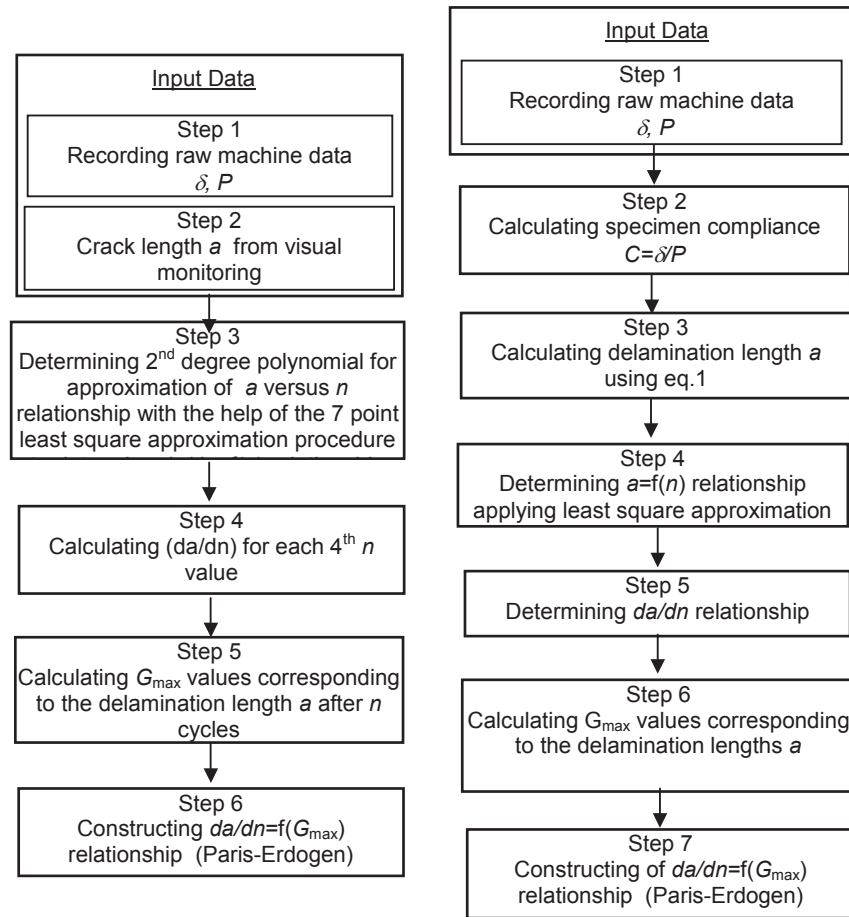 Input Data
Step 1
Recording raw machine data
δ, P
Step 2
Crack length a from visual
monitoring
Step 3
Determining 2nd degree polynomial for
approximation of a versus n
relationship with the help of the 7 point
least square approximation procedure
Step 4
Calculating (da/dn) for each 4th n
value
Step 5
Calculating Gmax values corresponding
to the delamination length a after n
cycles
Step 6
Constructing da/dn=f(Gmax)
relationship (Paris-Erdogen)
Input Data
Step 1
Recording raw machine data
δ, P
Step 2
Calculating specimen compliance
C=δ/P
Step 3
Calculating delamination length a
using eq.1
Step 4
Determining a=f(n) relationship
applying least square approximation
Step 5
Determining da/dn relationship
Step 6
Calculating Gmax values corresponding
to the delamination lengths a
Step 7
Constructing of da/dn=f(Gmax)
relationship (Paris-Erdogen)